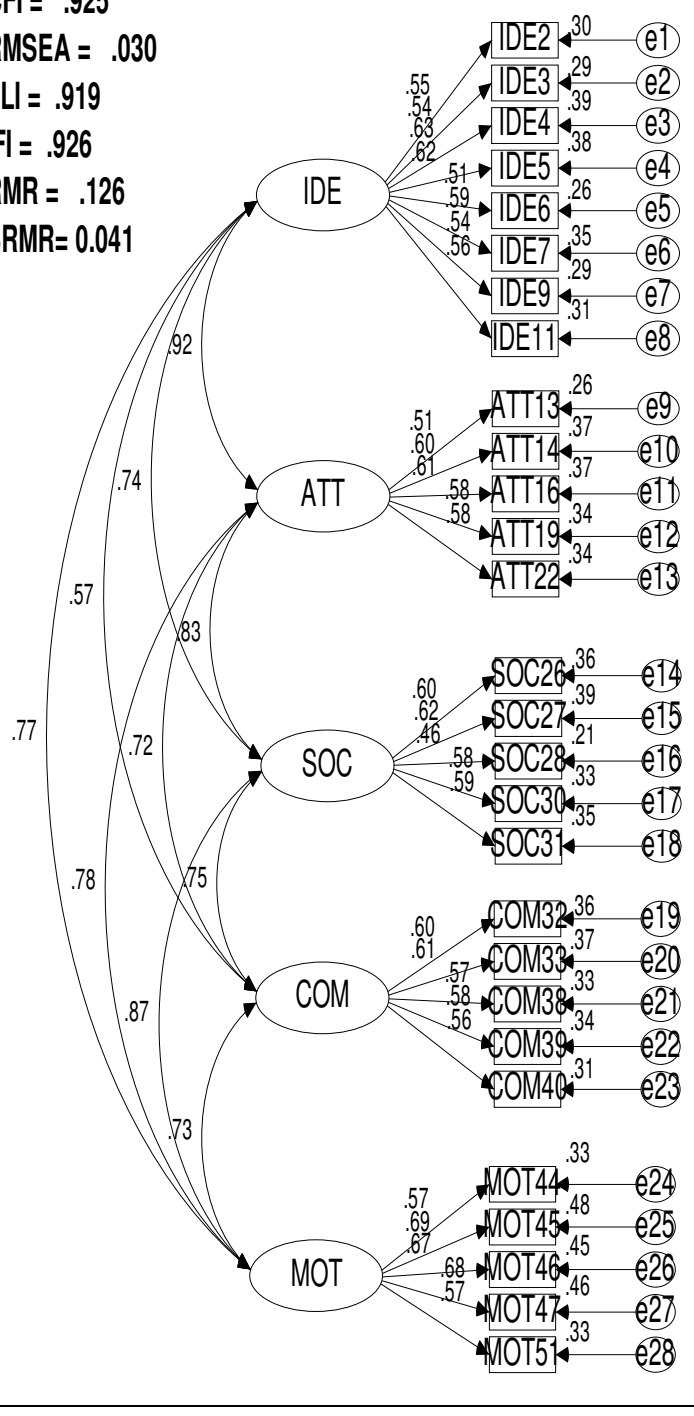 CFI = .925
RMSEA = .030
LI = .919
FI = .926
RMR = .126
SRMR= 0.041
IDE
.55
.54
.63
.62
.51
.59
.54
.56
IDE2 .30 e1
IDE3 .29 e2
IDE4 .39 e3
IDE5 .38 e4
IDE6 .26 e5
IDE7 .35 e6
IDE9 .29 e7
IDE11 .31 e8
.92
.74
.57
.77
ATT
.51
.60
.61
.58
.58
ATT13 .26 e9
ATT14 .37 e10
ATT16 .37 e11
ATT19 .34 e12
ATT22 .34 e13
.83
.72
.78
SOC
.60
.62
.46
.58
.59
SOC26 .36 e14
SOC27 .39 e15
SOC28 .21 e16
SOC30 .33 e17
SOC31 .35 e18
.75
.87
COM
.60
.61
.57
.58
.56
COM32 .36 e19
COM33 .37 e20
COM38 .33 e21
COM39 .34 e22
COM40 .31 e23
.73
MOT
.57
.69
.67
.68
.57
MOT44 .33 e24
MOT45 .48 e25
MOT46 .45 e26
MOT47 .46 e27
MOT51 .33 e28